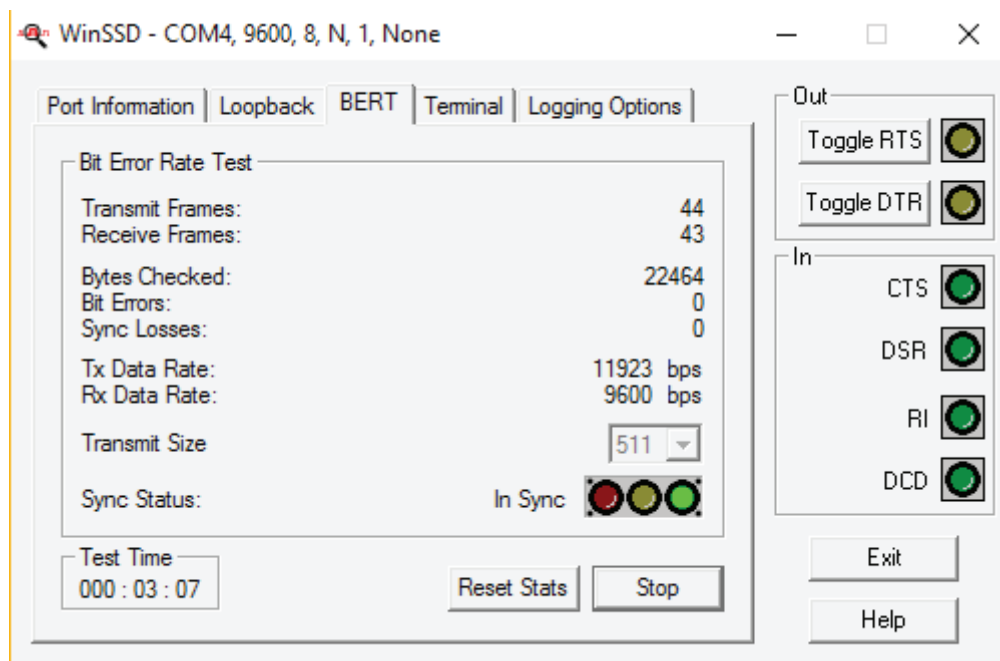 WinSSD - COM4, 9600, 8, N, 1, None
Port Information Loopback BERT Terminal Logging Options
Bit Error Rate Test
Transmit Frames: 44
Receive Frames: 43
Bytes Checked: 22464
Bit Errors: 0
Sync Losses: 0
Tx Data Rate: 11923 bps
Rx Data Rate: 9600 bps
Transmit Size 511
Sync Status: In Sync
Test Time
000 : 03 : 07
Reset Stats Stop
Out
Toggle RTS
Toggle DTR
In
CTS
DSR
RI
DCD
Exit
Help